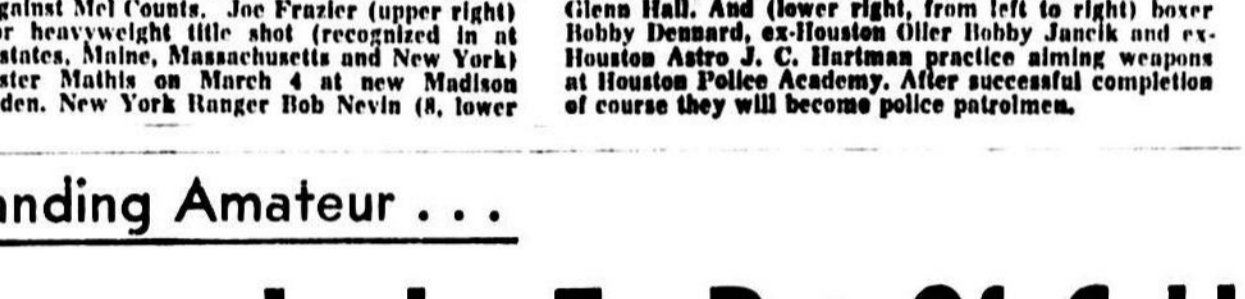 gainst Mel Counts. Joe Frazier (upper right)
r heavyweight title shot (recognized in at
states, Maine, Massachusetts and New York)
ster Mathis on March 4 at new Madison
den. New York Ranger Bob Nevin (8, lower
Glenn Hall. And (lower right, from left to right) boxer
Bobby Dennard, ex-Houston Oiler Bobby Jancik and ex-
Houston Astro J. C. Hartman practice aiming weapons
at Houston Police Academy. After successful completion
of course they will become police patrolmen.
anding Amateur . . .